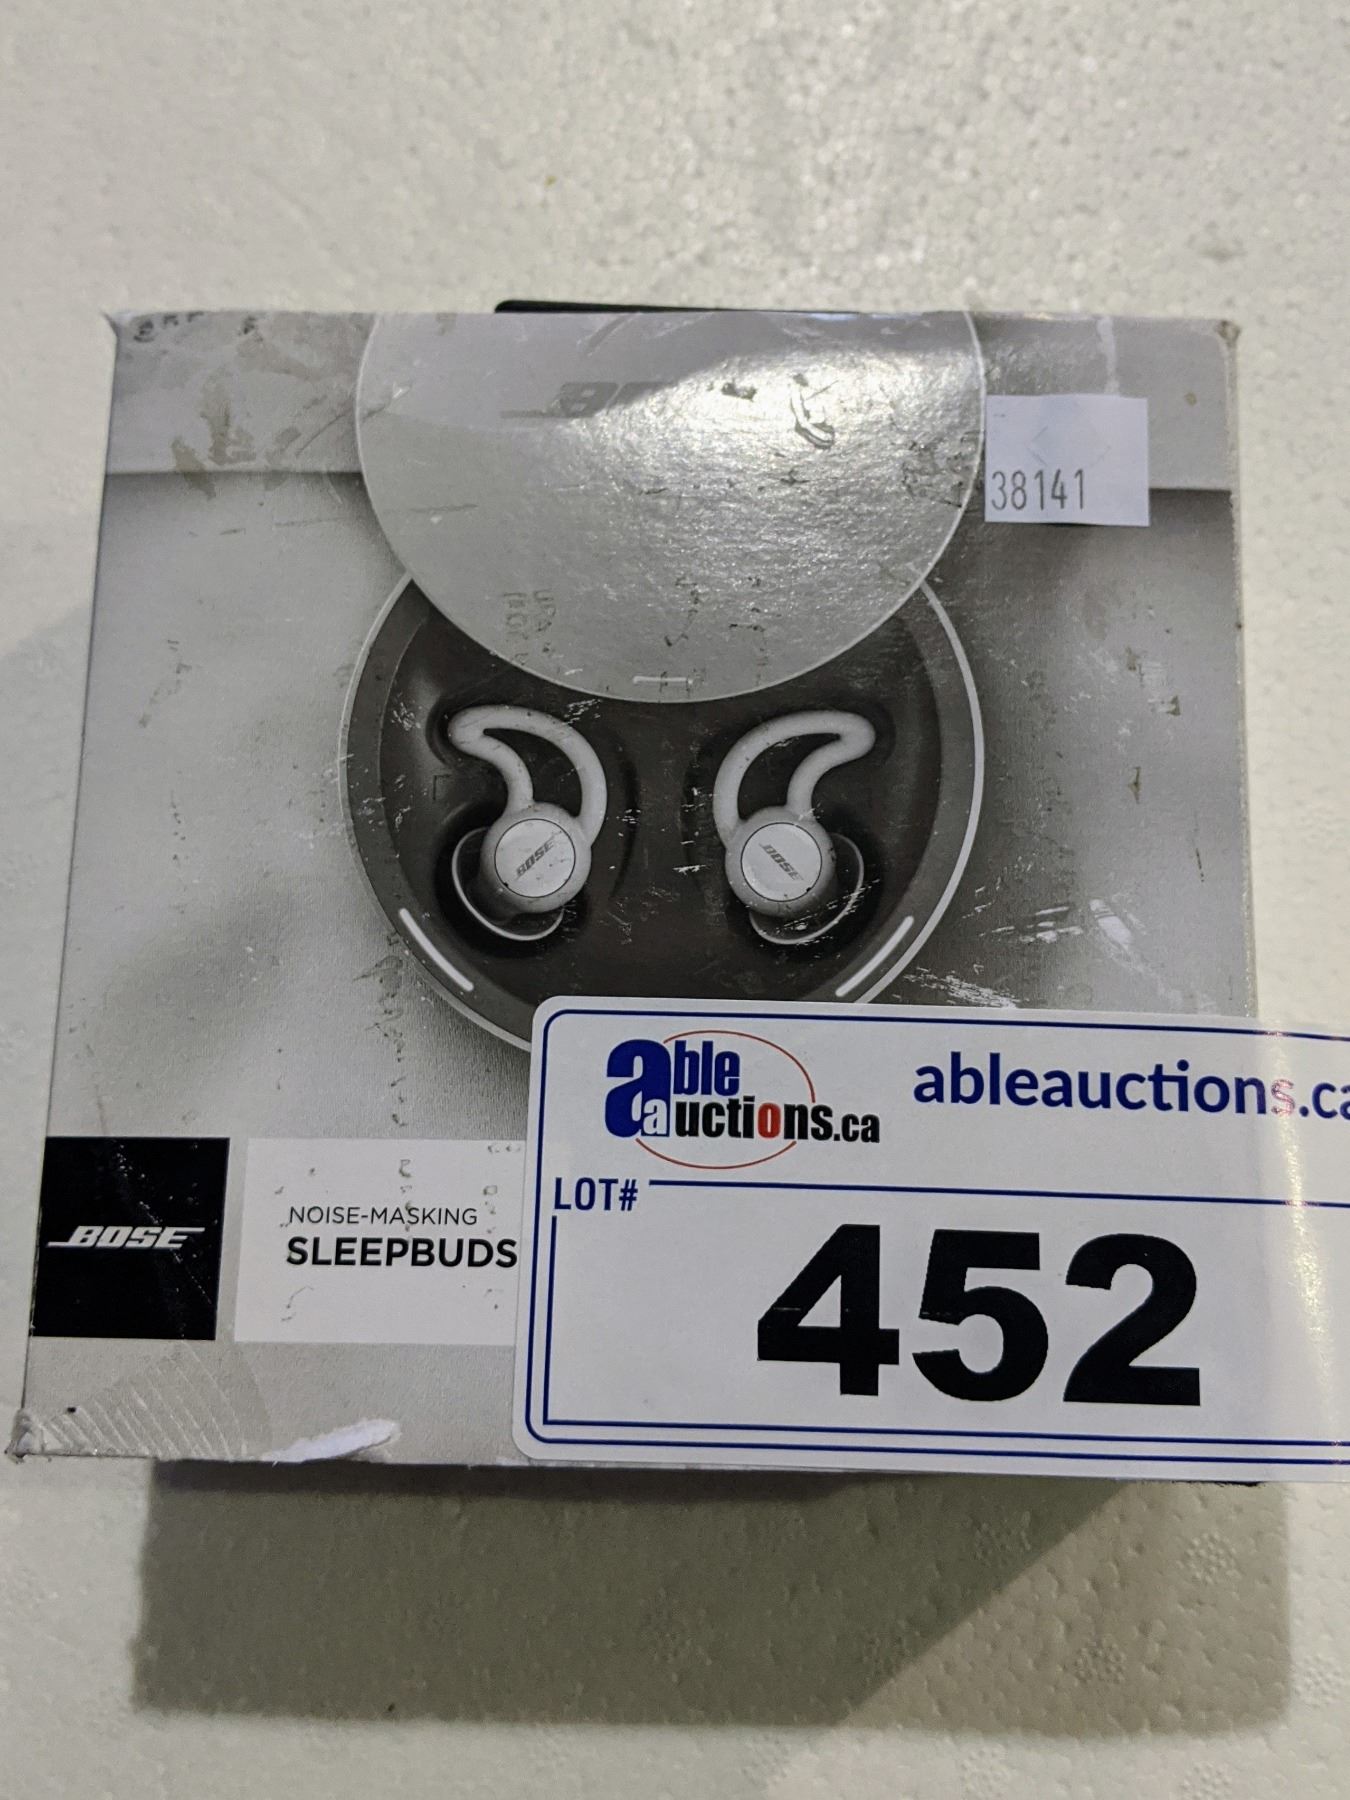 38141
L
BOSE
BOSE
able
auctions.ca
ableauctions.ca
LOT#
452
BOSE
NOISE-MASKING
SLEEPBUDS